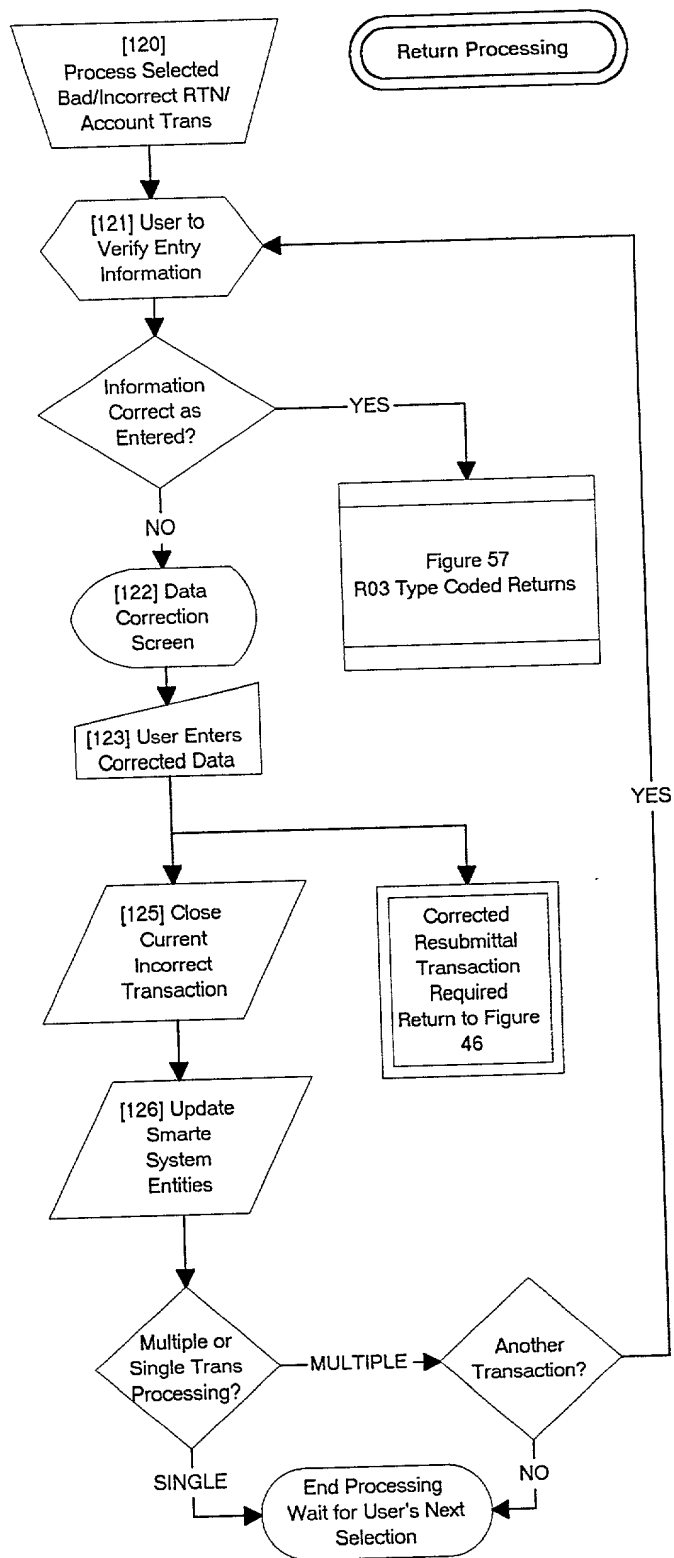 [120]
Process Selected
Bad/Incorrect RTN/
Account Trans
Return Processing
[121] User to
Verify Entry
Information
Information
Correct as
Entered?
YES
NO
Figure 57
R03 Type Coded Returns
[122] Data
Correction
Screen
[123] User Enters
Corrected Data
YES
[125] Close
Current
Incorrect
Transaction
Corrected
Resubmittal
Transaction
Required
Return to Figure
46
[126] Update
Smarte
System
Entities
Multiple or
Single Trans
Processing?
MULTIPLE
Another
Transaction?
SINGLE
NO
End Processing
Wait for User's Next
Selection